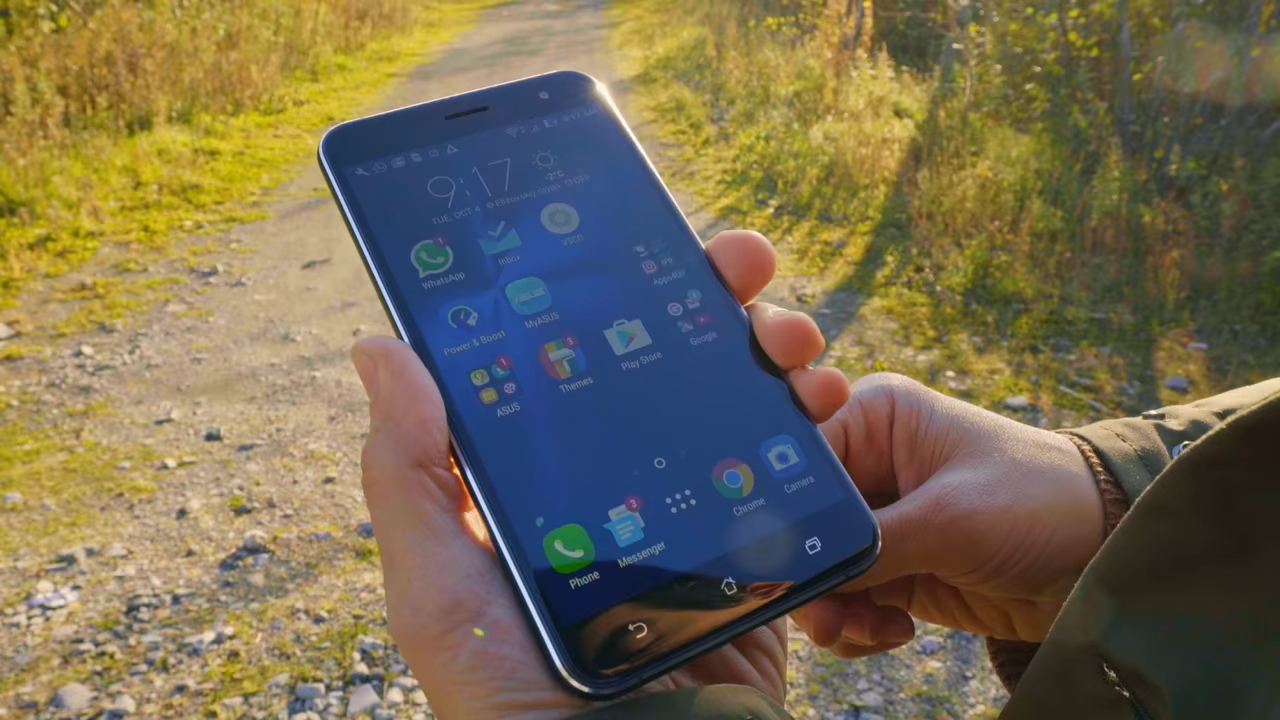 9:17
-2°C
TUE, OCT 4
WhatsApp
Inbox
VSCO
Power & Boost
MyASUS
Apps4U
ASUS
Themes
Play Store
Google
Phone
Messenger
Chrome
Camera